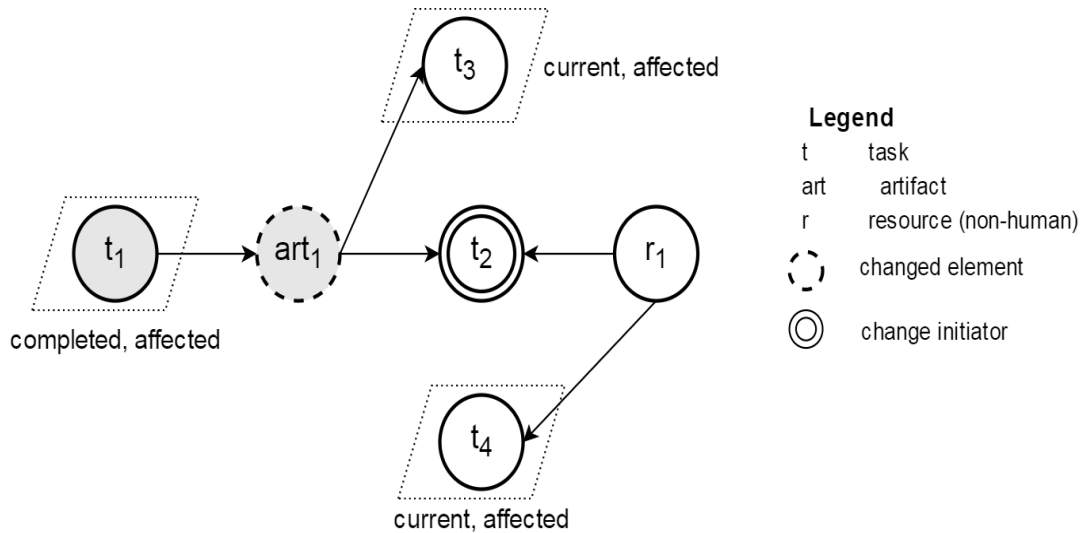 t₃
current, affected
t₁
art₁
t₂
r₁
completed, affected
t₄
current, affected
Legend
t task
art artifact
r resource (non-human)
changed element
change initiator